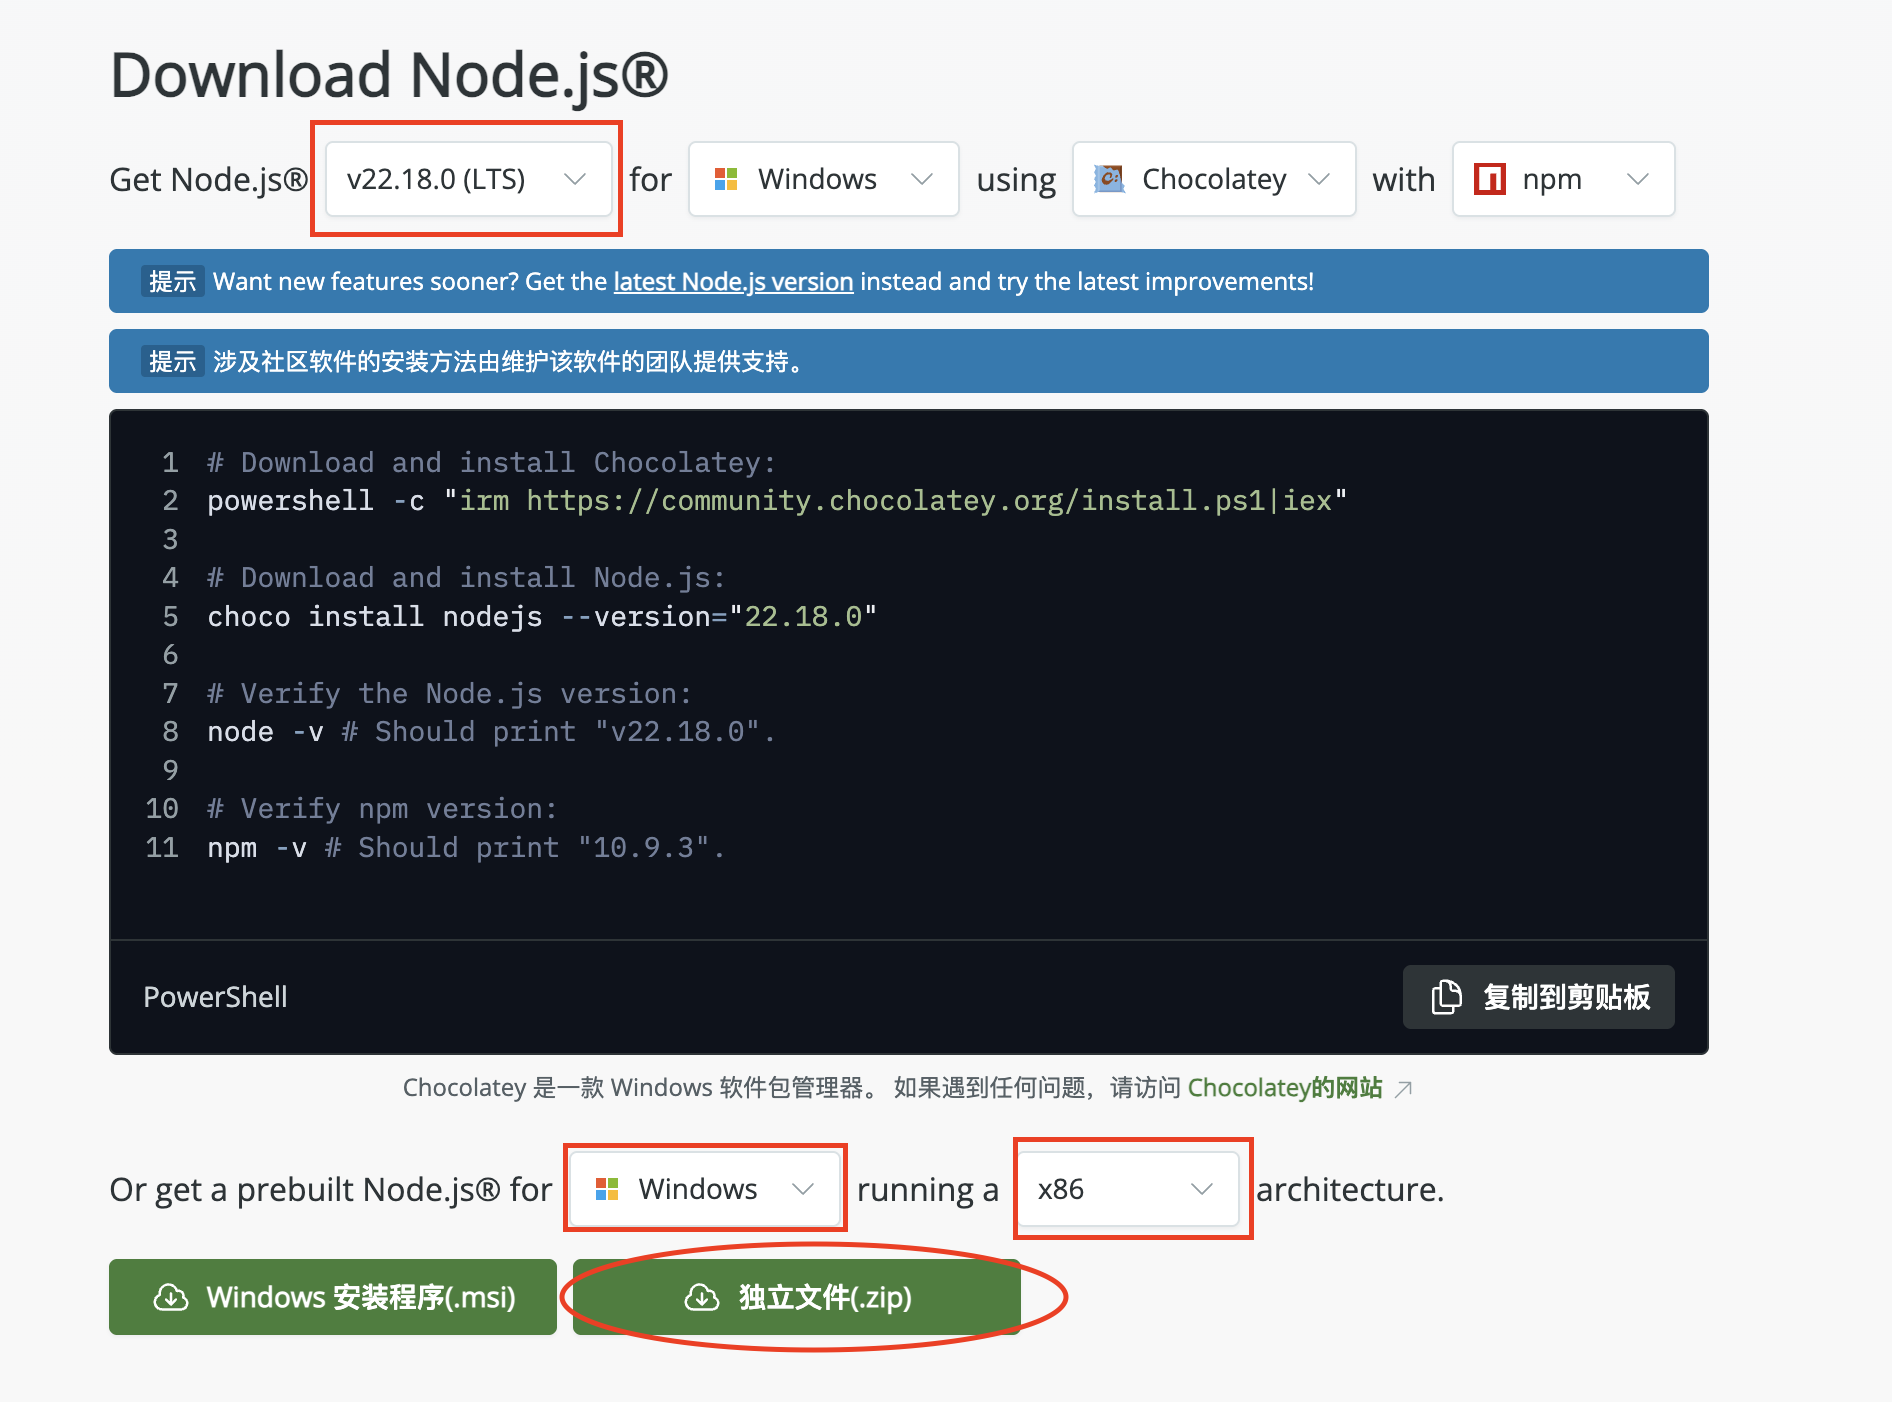 Download Node.js®
Get Node.js® v22.18.0 (LTS) for Windows using Chocolatey with npm
提示 Want new features sooner? Get the latest Node.js version instead and try the latest improvements!
提示 涉及社区软件的安装方法由维护该软件的团队提供支持。
1 # Download and install Chocolatey:
2 powershell -c "irm https://community.chocolatey.org/install.ps1|iex"
3
4 # Download and install Node.js:
5 choco install nodejs --version="22.18.0"
6
7 # Verify the Node.js version:
8 node -v # Should print "v22.18.0".
9
10 # Verify npm version:
11 npm -v # Should print "10.9.3".
PowerShell 复制到剪贴板
Chocolatey 是一款 Windows 软件包管理器。 如果遇到任何问题，请访问 Chocolatey的网站
Or get a prebuilt Node.js® for Windows running a x86 architecture.
Windows 安装程序(.msi) 独立文件(.zip)